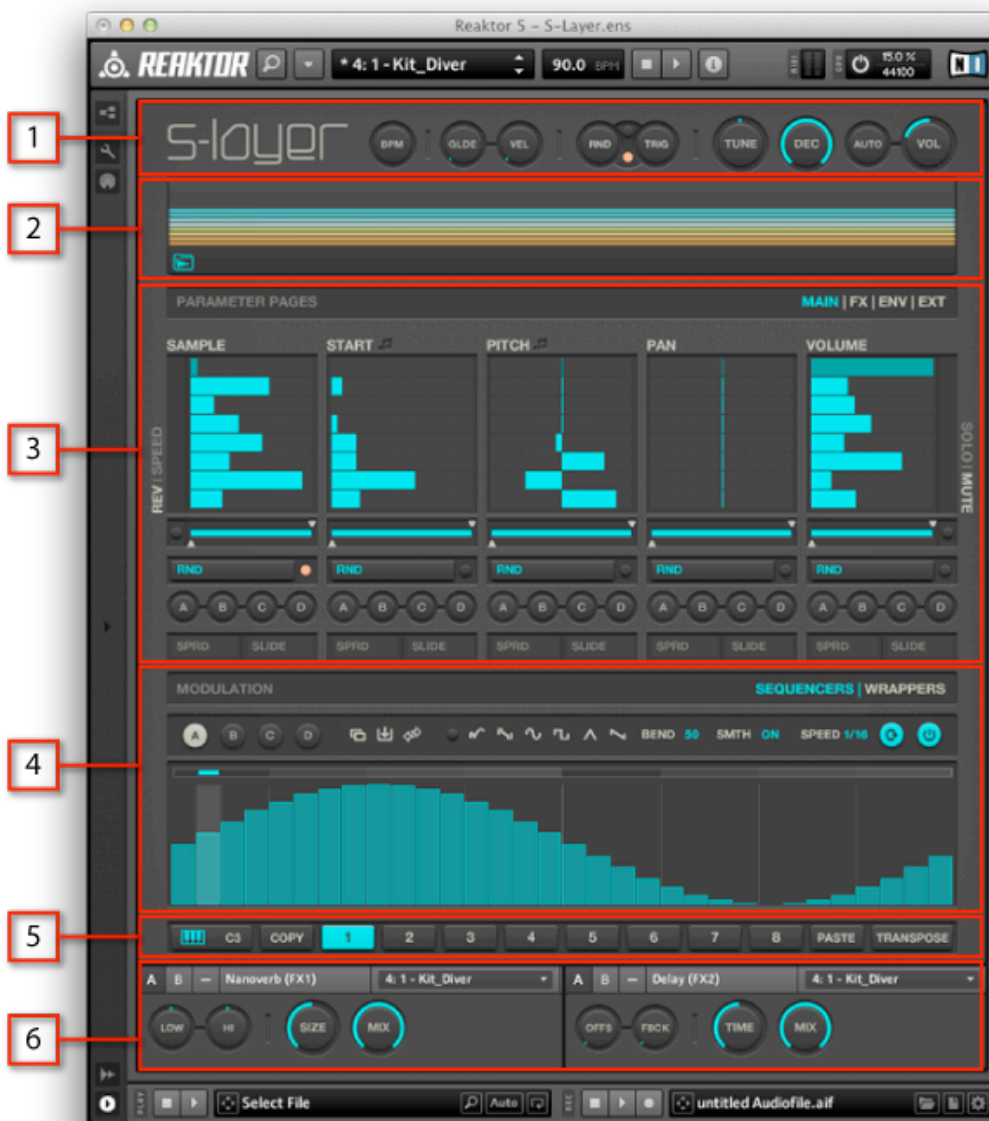 Reaktor 5 – S-Layer.ens
REAKTOR * 4: 1 - Kit_Diver 90.0 BPM MIDI CPU 15.0 % 44100 NI
1 s-layer BPM GLDE VEL RND TRIG TUNE DEC AUTO VOL
2
3
PARAMETER PAGES MAIN | FX | ENV | EXT
SAMPLE START PITCH PAN VOLUME
REV | SPEED
SOLO | MUTE
RND RND RND RND RND
A B C D A B C D A B C D A B C D A B C D
SPRD SLIDE SPRD SLIDE SPRD SLIDE SPRD SLIDE SPRD SLIDE
4
MODULATION SEQUENCERS | WRAPPERS
A B C D BEND 50 SMTH ON SPEED 1/16
5 C3 COPY 1 2 3 4 5 6 7 8 PASTE TRANSPOSE
6
A B Nanoverb (FX1) 4: 1 - Kit_Diver A B Delay (FX2) 4: 1 - Kit_Diver
LOW HI SIZE MIX OFFS FBCK TIME MIX
PLAY Select File Auto REC untitled Audiofile.aif